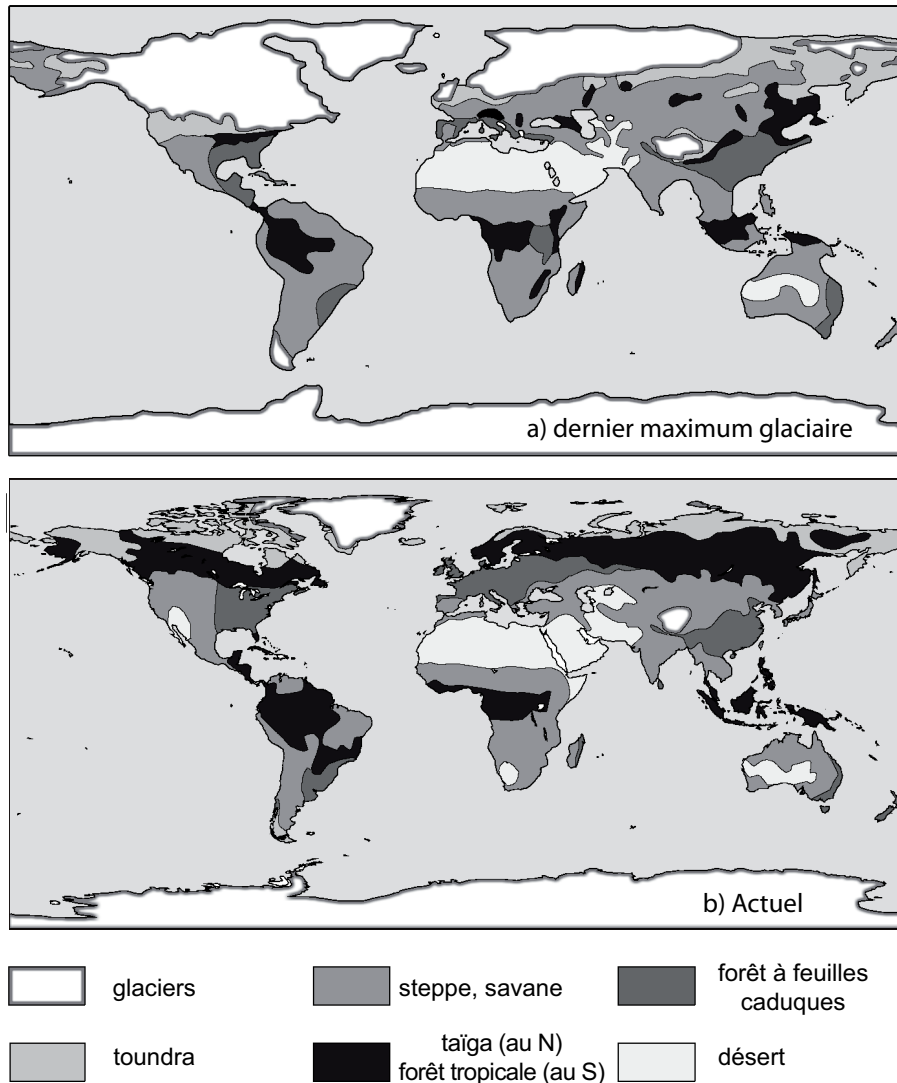 a) dernier maximum glaciaire
b) Actuel
glaciers
steppe, savane
forêt à feuilles
caduques
toundra
taïga (au N)
forêt tropicale (au S)
désert